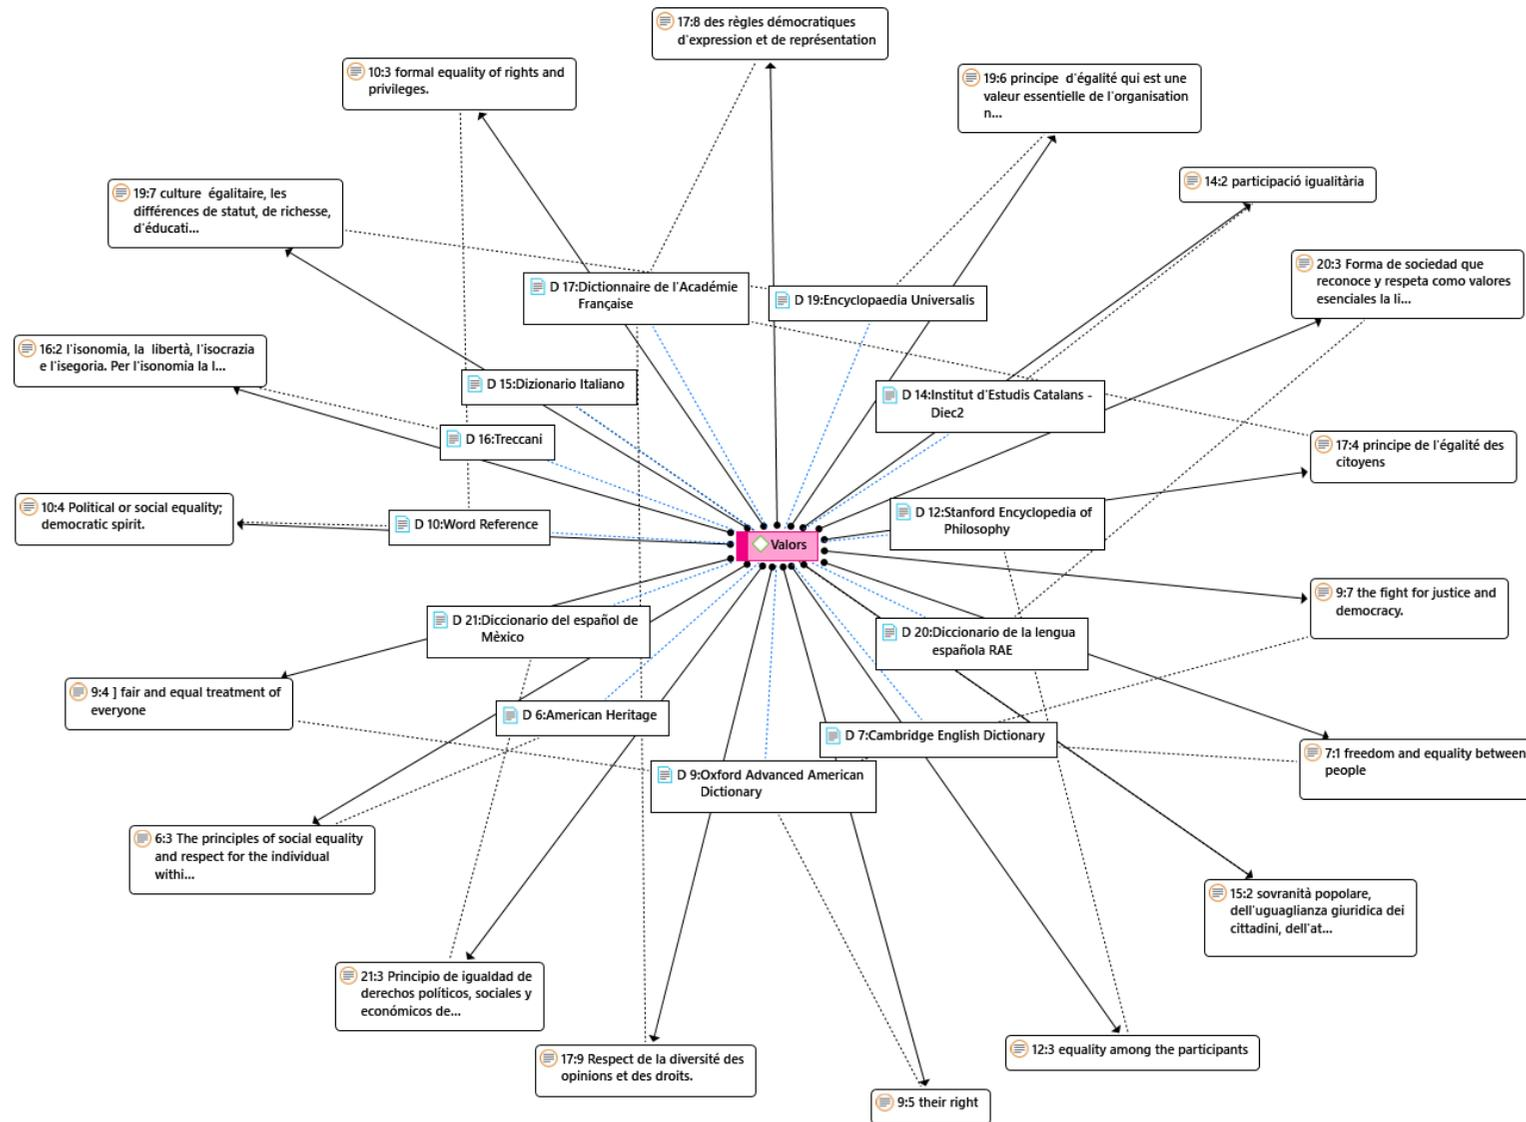 17:8 des règles démocratiques
d'expression et de représentation
10:3 formal equality of rights and
privileges.
19:6 principe d'égalité qui est une
valeur essentielle de l'organisation
n...
14:2 participació igualitària
19:7 culture égalitaire, les
différences de statut, de richesse,
d'éducati...
20:3 Forma de sociedad que
reconoce y respeta como valores
esenciales la li...
D 17:Dictionnaire de l'Académie
Française
D 19:Encyclopaedia Universalis
16:2 l'isonomia, la libertà, l'isocrazia
e l'isegoria. Per l'isonomia la l...
D 15:Dizionario Italiano
D 14:Institut d'Estudis Catalans -
Diec2
D 16:Treccani
17:4 principe de l'égalité des
citoyens
10:4 Political or social equality;
democratic spirit.
D 10:Word Reference
D 12:Stanford Encyclopedia of
Philosophy
Valors
9:7 the fight for justice and
democracy.
D 21:Diccionario del español de
Mèxico
D 20:Diccionario de la lengua
española RAE
9:4 ] fair and equal treatment of
everyone
D 6:American Heritage
D 7:Cambridge English Dictionary
7:1 freedom and equality between
people
D 9:Oxford Advanced American
Dictionary
6:3 The principles of social equality
and respect for the individual
withi...
15:2 sovranità popolare,
dell'uguaglianza giuridica dei
cittadini, dell'at...
21:3 Principio de igualdad de
derechos políticos, sociales y
económicos de...
17:9 Respect de la diversité des
opinions et des droits.
12:3 equality among the participants
9:5 their right